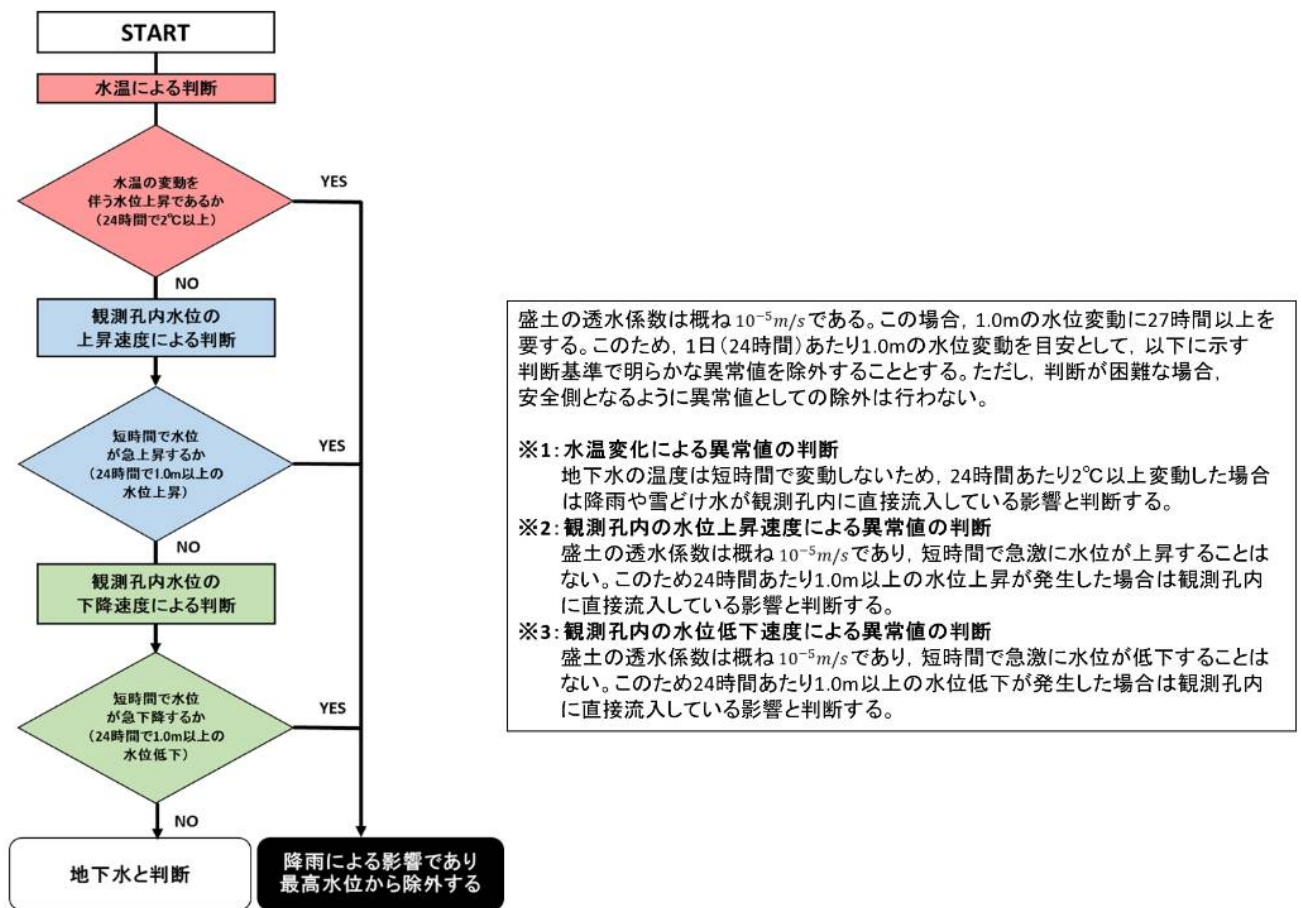 START
水温による判断
水温の変動を
伴う水位上昇であるか
（24時間で2℃以上）
YES
NO
観測孔内水位の
上昇速度による判断
短時間で水位
が急上昇するか
（24時間で1.0m以上の
水位上昇）
YES
NO
観測孔内水位の
下降速度による判断
短時間で水位
が急下降するか
（24時間で1.0m以上の
水位低下）
YES
NO
地下水と判断
降雨による影響であり
最高水位から除外する
盛土の透水係数は概ね10⁻⁵m/sである。この場合，1.0mの水位変動に27時間以上を
要する。このため，1日（24時間）あたり1.0mの水位変動を目安として，以下に示す
判断基準で明らかな異常値を除外することとする。ただし，判断が困難な場合，
安全側となるように異常値としての除外は行わない。
※1：水温変化による異常値の判断
地下水の温度は短時間で変動しないため，24時間あたり2℃以上変動した場合
は降雨や雪どけ水が観測孔内に直接流入している影響と判断する。
※2：観測孔内の水位上昇速度による異常値の判断
盛土の透水係数は概ね10⁻⁵m/sであり，短時間で急激に水位が上昇することは
ない。このため24時間あたり1.0m以上の水位上昇が発生した場合は観測孔内
に直接流入している影響と判断する。
※3：観測孔内の水位低下速度による異常値の判断
盛土の透水係数は概ね10⁻⁵m/sであり，短時間で急激に水位が低下することは
ない。このため24時間あたり1.0m以上の水位低下が発生した場合は観測孔内
に直接流入している影響と判断する。